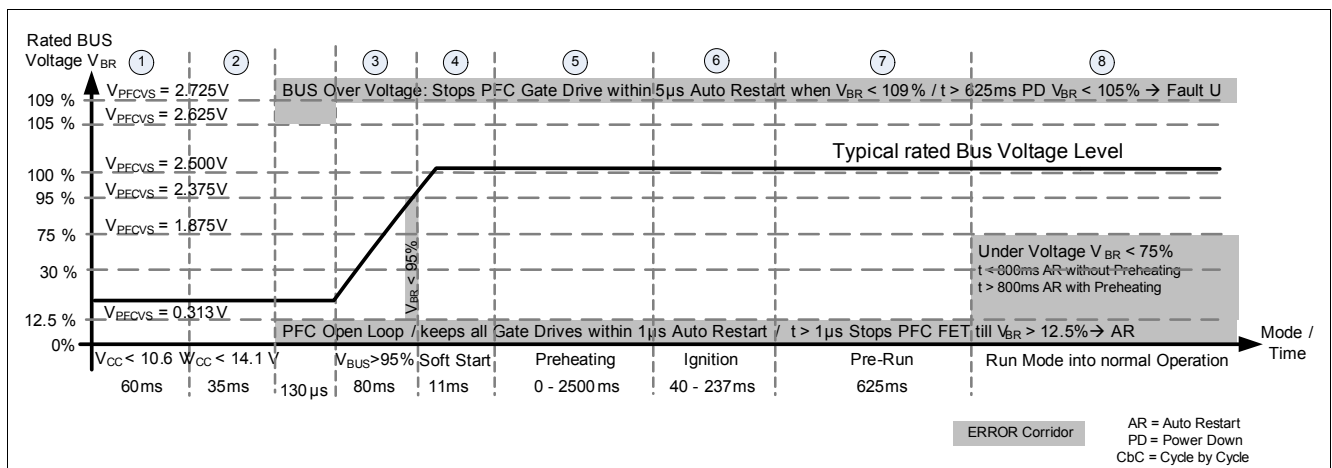 Rated BUS
Voltage VBR
1 2 3 4 5 6 7 8
VPFCVS = 2.725V
BUS Over Voltage: Stops PFC Gate Drive within 5µs Auto Restart when VBR < 109% / t > 625ms PD VBR < 105% → Fault U
109 %
VPFCVS = 2.625V
105 %
VPFCVS = 2.500V
Typical rated Bus Voltage Level
100 %
VPFCVS = 2.375V
95 %
VPFCVS = 1.875V
75 %
VBR < 95%
Under Voltage VBR < 75%
t < 800ms AR without Preheating
t > 800ms AR with Preheating
30 %
VPFCVS = 0.313V
12.5 %
PFC Open Loop / keeps all Gate Drives within 1µs Auto Restart / t > 1µs Stops PFC FET till VBR > 12.5% → AR
0%
Mode /
Time
VCC < 10.6 VVCC < 14.1 V VBUS>95% Soft Start Preheating Ignition Pre-Run Run Mode into normal Operation
60ms 35ms 130µs 80ms 11ms 0 - 2500ms 40 - 237ms 625ms
ERROR Corridor
AR = Auto Restart
PD = Power Down
CbC = Cycle by Cycle